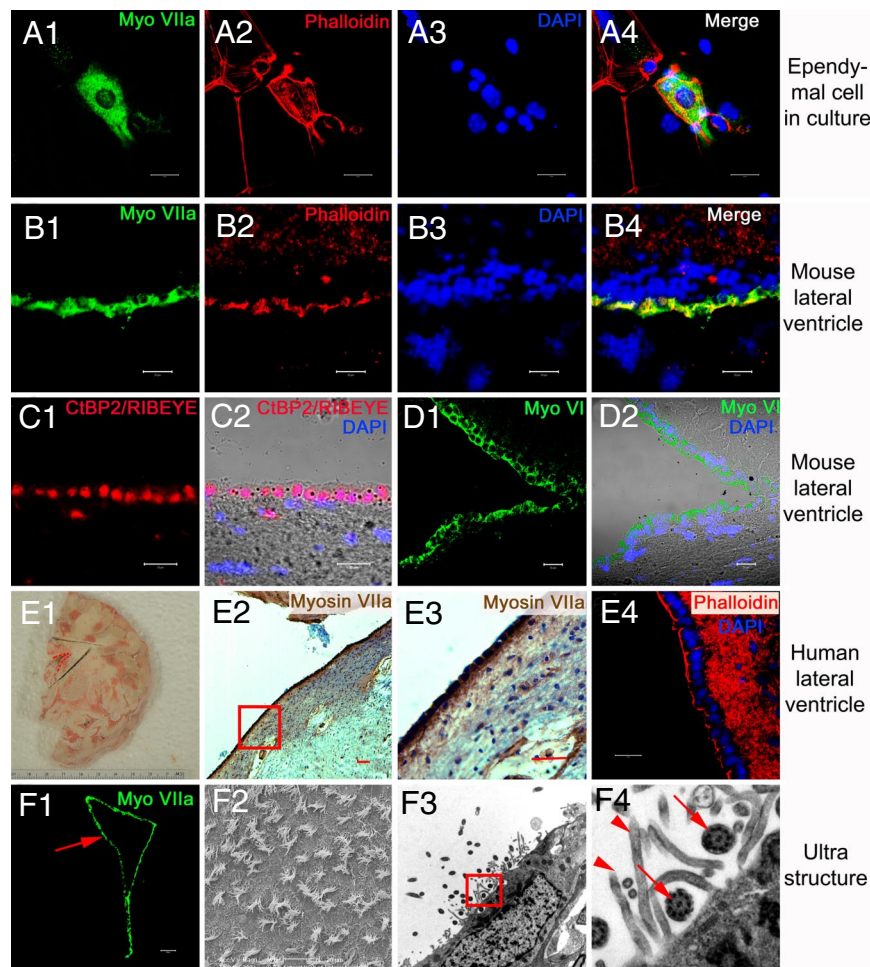 A1 Myo VIIa A2 Phalloidin A3 DAPI A4 Merge
Ependy-
mal cell
in culture
B1 Myo VIIa B2 Phalloidin B3 DAPI B4 Merge
Mouse
lateral
ventricle
C1 CtBP2/RIBEYE C2 CtBP2/RIBEYE D1 Myo VI D2 Myo VI
DAPI DAPI
Mouse
lateral
ventricle
E1 E2 Myosin VIIa E3 Myosin VIIa E4 Phalloidin
DAPI
Human
lateral
ventricle
F1 Myo VIIa F2 F3 F4
Ultra
structure